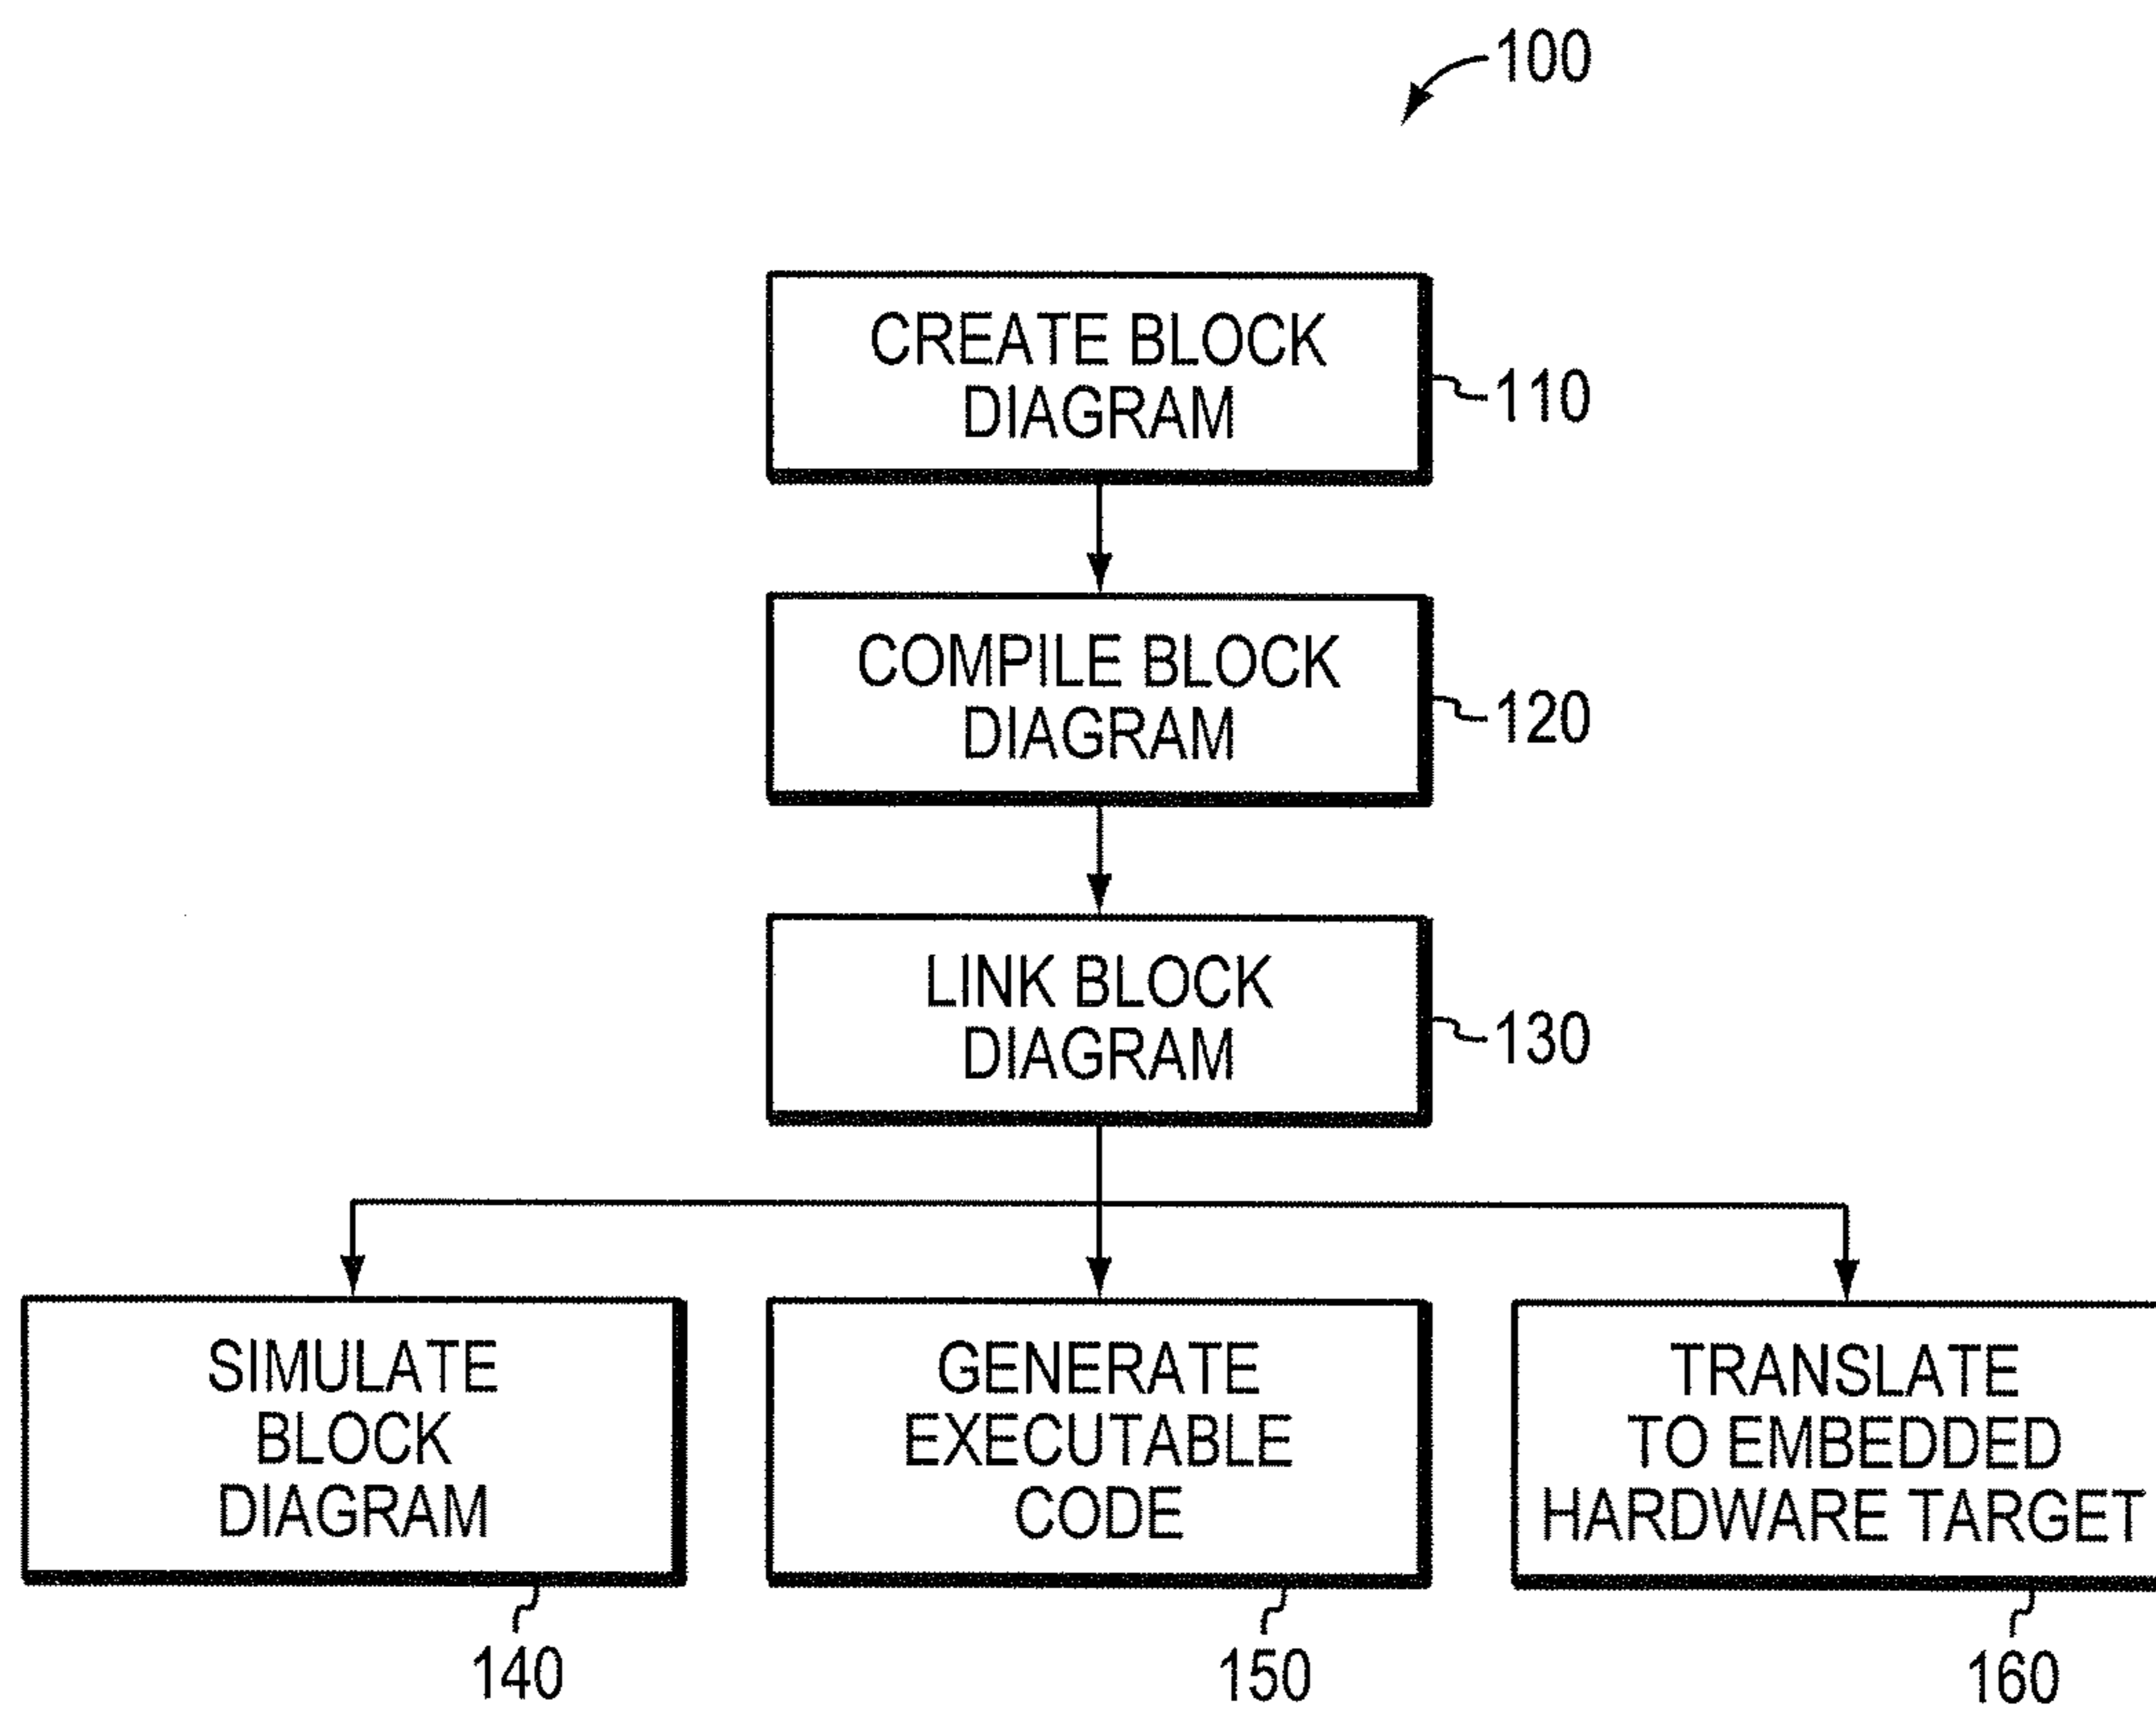 100
CREATE BLOCK
DIAGRAM
110
COMPILE BLOCK
DIAGRAM
120
LINK BLOCK
DIAGRAM
130
SIMULATE
BLOCK
DIAGRAM
140
GENERATE
EXECUTABLE
CODE
150
TRANSLATE
TO EMBEDDED
HARDWARE TARGET
160